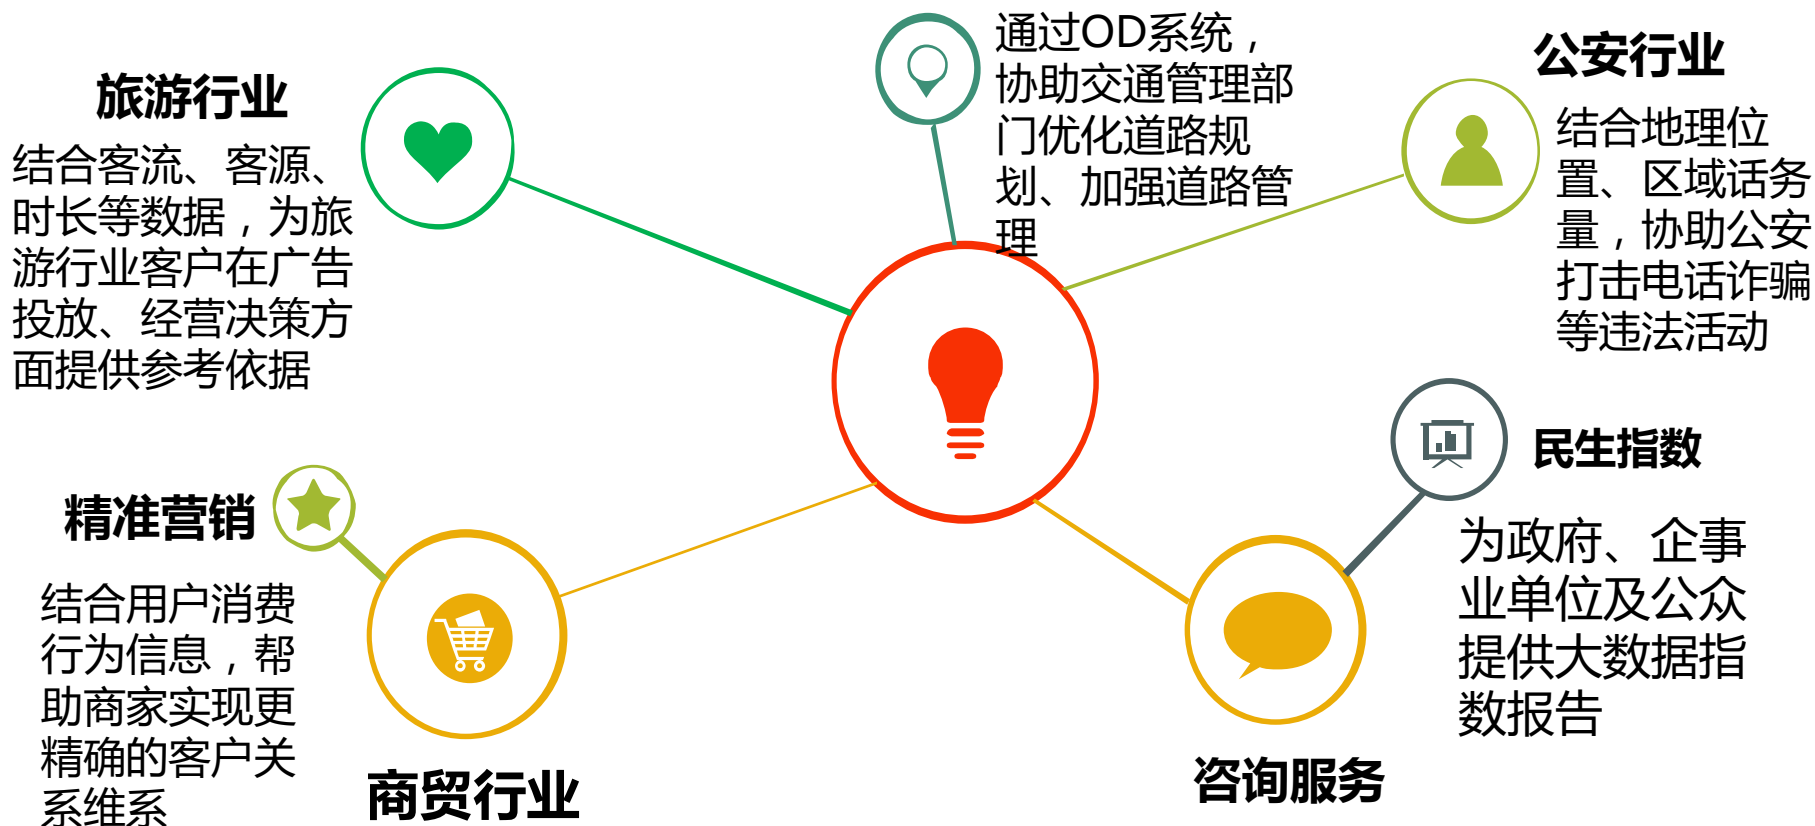 旅游行业
结合客流、客源、
时长等数据，为旅
游行业客户在广告
投放、经营决策方
面提供参考依据
通过OD系统，
协助交通管理部
门优化道路规
划、加强道路管
理
公安行业
结合地理位
置、区域话务
量，协助公安
打击电话诈骗
等违法活动
精准营销
结合用户消费
行为信息，帮
助商家实现更
精确的客户关
系维系
商贸行业
民生指数
为政府、企事
业单位及公众
提供大数据指
数报告
咨询服务